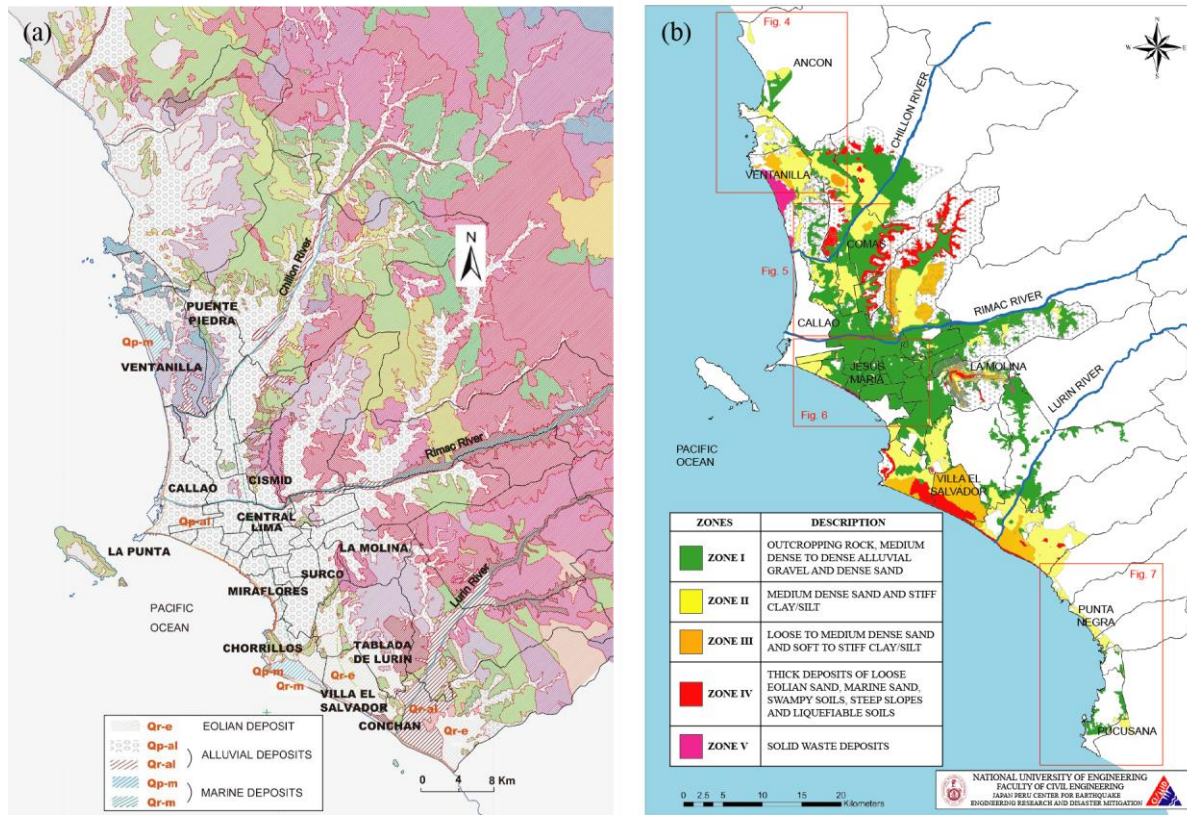 (a)
N
Chillon River
PUENTE
PIEDRA
Qp-m
VENTANILLA
Rimac River
CISMID
CALLAO
Qp-al
CENTRAL
LIMA
LA PUNTA
LA MOLINA
SURCO
MIRAFLORES
Lurin River
PACIFIC
OCEAN
CHORRILLOS
TABLADA
DE LURIN
Qp-m
Qr-e
Qr-m
VILLA EL
SALVADOR
Qr-al
CONCHAN
Qr-e
Qr-e EOLIAN DEPOSIT
Qp-al
Qr-al
ALLUVIAL DEPOSITS
Qp-m
Qr-m
MARINE DEPOSITS
0 4 8 Km
(b)
Fig. 4
N
W E
S
ANCON
CHILLON RIVER
VENTANILLA
COMAS
Fig. 5
RIMAC RIVER
CALLAO
JESUS
MARIA
LA MOLINA
LURIN RIVER
Fig. 6
PACIFIC
OCEAN
VILLA EL
SALVADOR
Fig. 7
PUNTA
NEGRA
PUCUSANA
ZONES DESCRIPTION
ZONE I
OUTCROPPING ROCK, MEDIUM
DENSE TO DENSE ALLUVIAL
GRAVEL AND DENSE SAND
ZONE II
MEDIUM DENSE SAND AND STIFF
CLAY/SILT
ZONE III
LOOSE TO MEDIUM DENSE SAND
AND SOFT TO STIFF CLAY/SILT
ZONE IV
THICK DEPOSITS OF LOOSE
EOLIAN SAND, MARINE SAND,
SWAMPY SOILS, STEEP SLOPES
AND LIQUEFIABLE SOILS
ZONE V
SOLID WASTE DEPOSITS
0 2.5 5 10 15 20
Kilometers
NATIONAL UNIVERSITY OF ENGINEERING
FACULTY OF CIVIL ENGINEERING
JAPAN PERU CENTER FOR EARTHQUAKE
ENGINEERING RESEARCH AND DISASTER MITIGATION